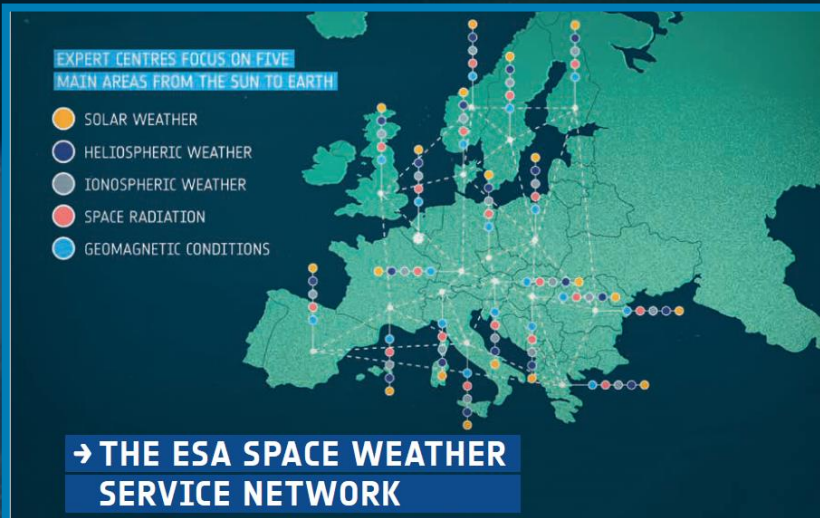 EXPERT CENTRES FOCUS ON FIVE
MAIN AREAS FROM THE SUN TO EARTH
SOLAR WEATHER
HELIOSPHERIC WEATHER
IONOSPHERIC WEATHER
SPACE RADIATION
GEOMAGNETIC CONDITIONS
→ THE ESA SPACE WEATHER
SERVICE NETWORK